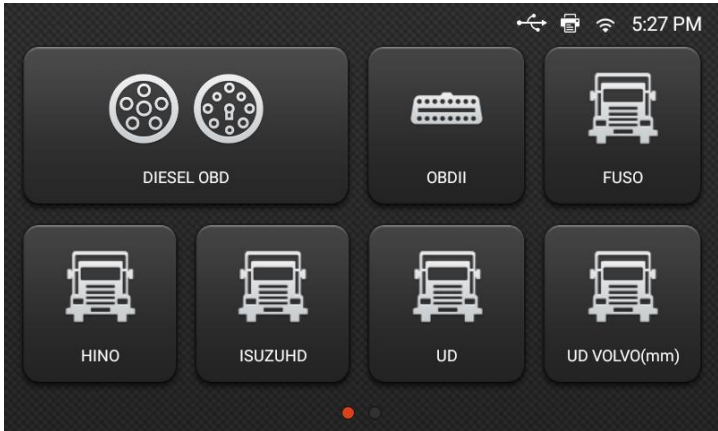 5:27 PM
DIESEL OBD
OBDII
FUSO
HINO
ISUZUHD
UD
UD VOLVO(mm)